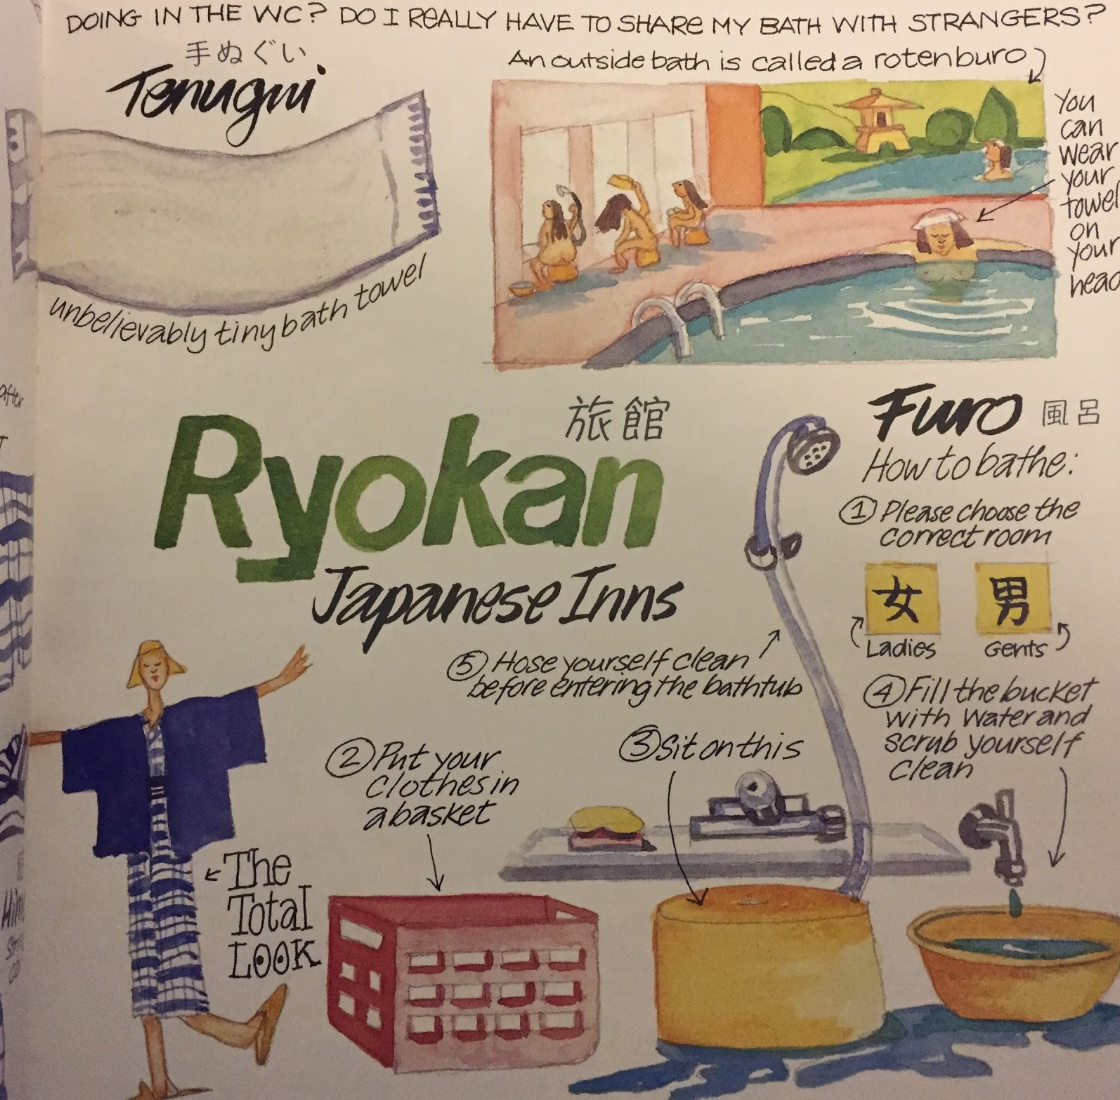 DOING IN THE WC? DO I REALLY HAVE TO SHARE MY BATH WITH STRANGERS?
手ぬぐい
Tenugui
unbelievably tiny bath towel
An outside bath is called a rotenburo
You
can
wear
your
towel
on
your
head
旅館
Ryokan
Japanese Inns
Furo 風呂
How to bathe:
① Please choose the
correct room
女 男
Ladies Gents
② Put your
clothes in
a basket
③ Sit on this
④ Fill the bucket
with water and
scrub yourself
clean
⑤ Hose yourself clean
before entering the bathtub
The
Total
LOOK